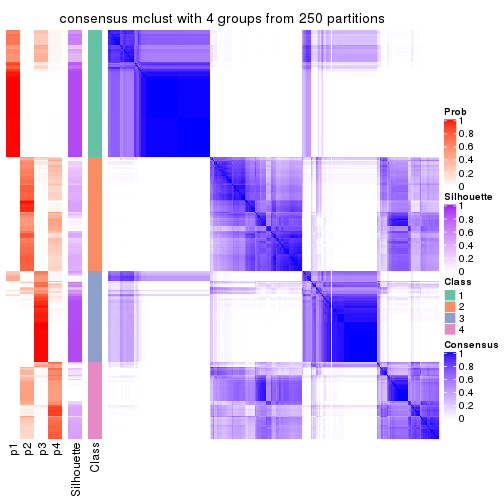 consensus mclust with 4 groups from 250 partitions
Prob
1
0.8
0.6
0.4
0.2
0
Silhouette
1
0.8
0.6
0.4
0.2
0
Class
1
2
3
4
Consensus
1
0.8
0.6
0.4
0.2
0
p1
p2
p3
p4
Silhouette
Class